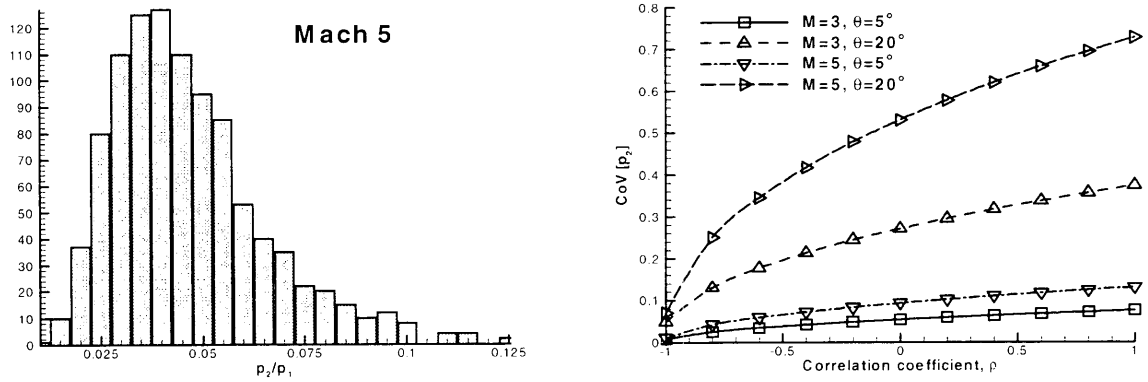 Mach 5
120
110
100
90
80
70
60
50
40
30
20
10
0
0.025 0.05 0.075 0.1 0.125
p2/p1
M=3, θ=5°
M=3, θ=20°
M=5, θ=5°
M=5, θ=20°
0.8
0.7
0.6
0.5
0.4
0.3
0.2
0.1
0
CoV [p2]
-1 -0.5 0 0.5 1
Correlation coefficient, ρ